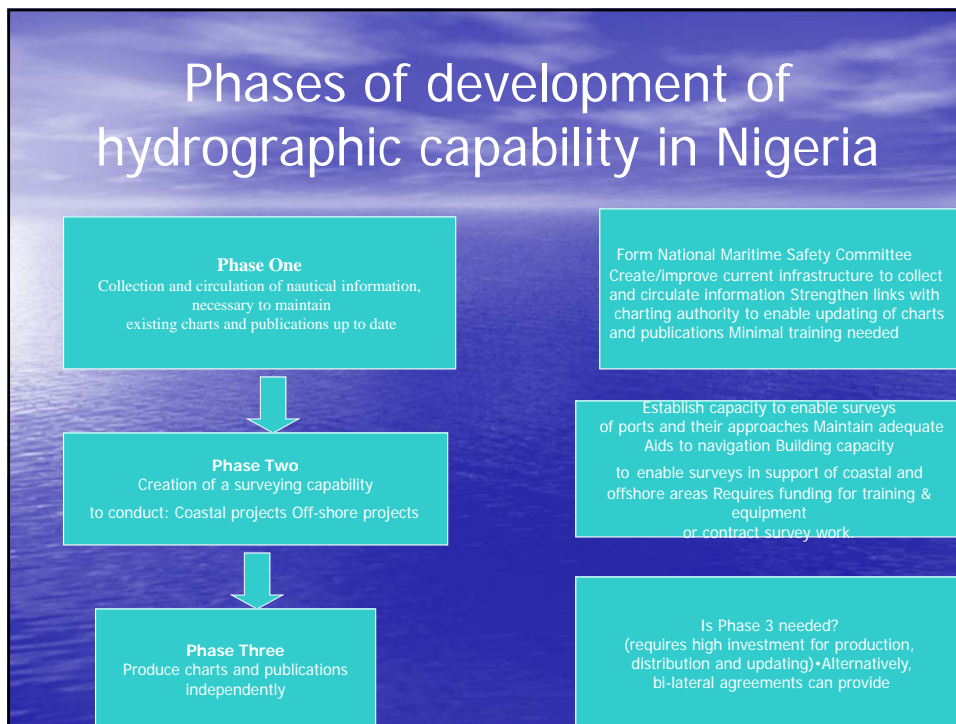 Phases of development of
hydrographic capability in Nigeria
Phase One
Collection and circulation of nautical information,
necessary to maintain
existing charts and publications up to date
Form National Maritime Safety Committee
Create/improve current infrastructure to collect
and circulate information Strengthen links with
charting authority to enable updating of charts
and publications Minimal training needed
Phase Two
Creation of a surveying capability
to conduct: Coastal projects Off-shore projects
Establish capacity to enable surveys
of ports and their approaches Maintain adequate
Aids to navigation Building capacity
to enable surveys in support of coastal and
offshore areas Requires funding for training &
equipment
or contract survey work.
Phase Three
Produce charts and publications
independently
Is Phase 3 needed?
(requires high investment for production,
distribution and updating)•Alternatively,
bi-lateral agreements can provide